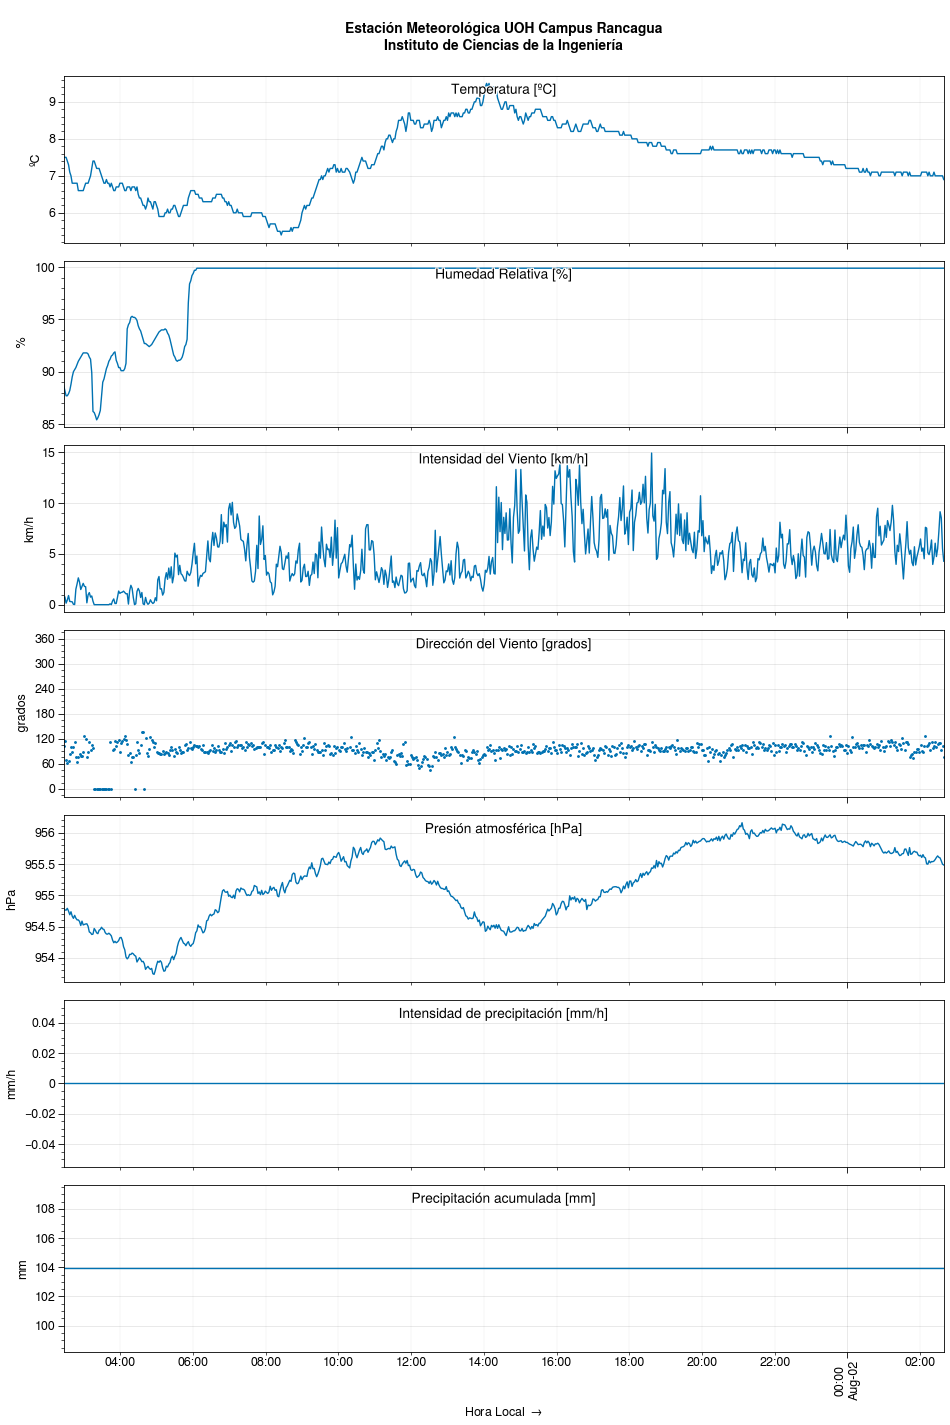 Estación Meteorológica UOH Campus Rancagua
Instituto de Ciencias de la Ingeniería
Temperatura [ºC]
ºC
9
8
7
6
Humedad Relativa [%]
%
100
95
90
85
Intensidad del Viento [km/h]
km/h
15
10
5
0
Dirección del Viento [grados]
grados
360
300
240
180
120
60
0
Presión atmosférica [hPa]
hPa
956
955.5
955
954.5
954
Intensidad de precipitación [mm/h]
mm/h
0.04
0.02
0
−0.02
−0.04
Precipitación acumulada [mm]
mm
108
106
104
102
100
04:00 06:00 08:00 10:00 12:00 14:00 16:00 18:00 20:00 22:00 00:00 02:00
Aug-02
Hora Local →